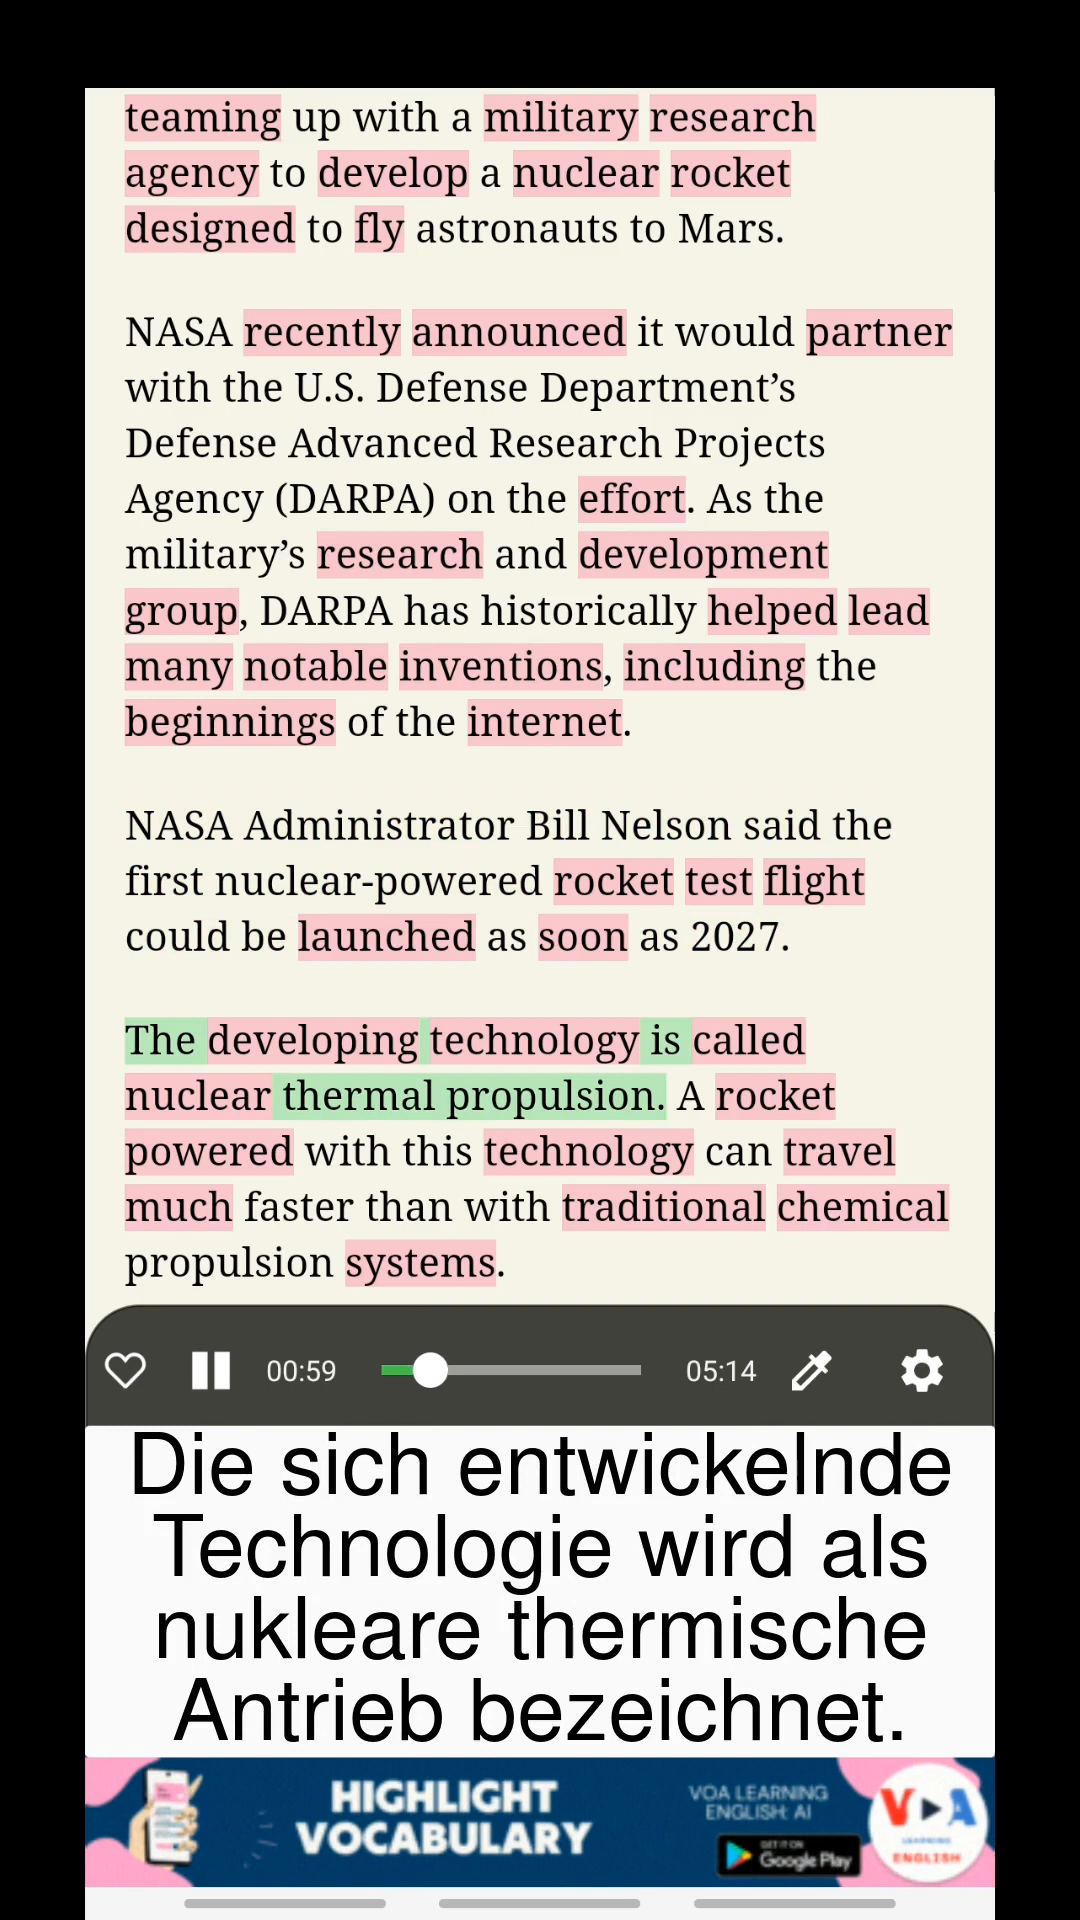 teaming up with a military research
agency to develop a nuclear rocket
designed to fly astronauts to Mars.
NASA recently announced it would partner
with the U.S. Defense Department’s
Defense Advanced Research Projects
Agency (DARPA) on the effort. As the
military’s research and development
group, DARPA has historically helped lead
many notable inventions, including the
beginnings of the internet.
NASA Administrator Bill Nelson said the
first nuclear-powered rocket test flight
could be launched as soon as 2027.
The developing technology is called
nuclear thermal propulsion. A rocket
powered with this technology can travel
much faster than with traditional chemical
propulsion systems.
00:59 05:14
Die sich entwickelnde
Technologie wird als
nukleare thermische
Antrieb bezeichnet.
HIGHLIGHT
VOCABULARY
VOA LEARNING
ENGLISH: AI
GET IT ON
Google Play
VOA
LEARNING
ENGLISH